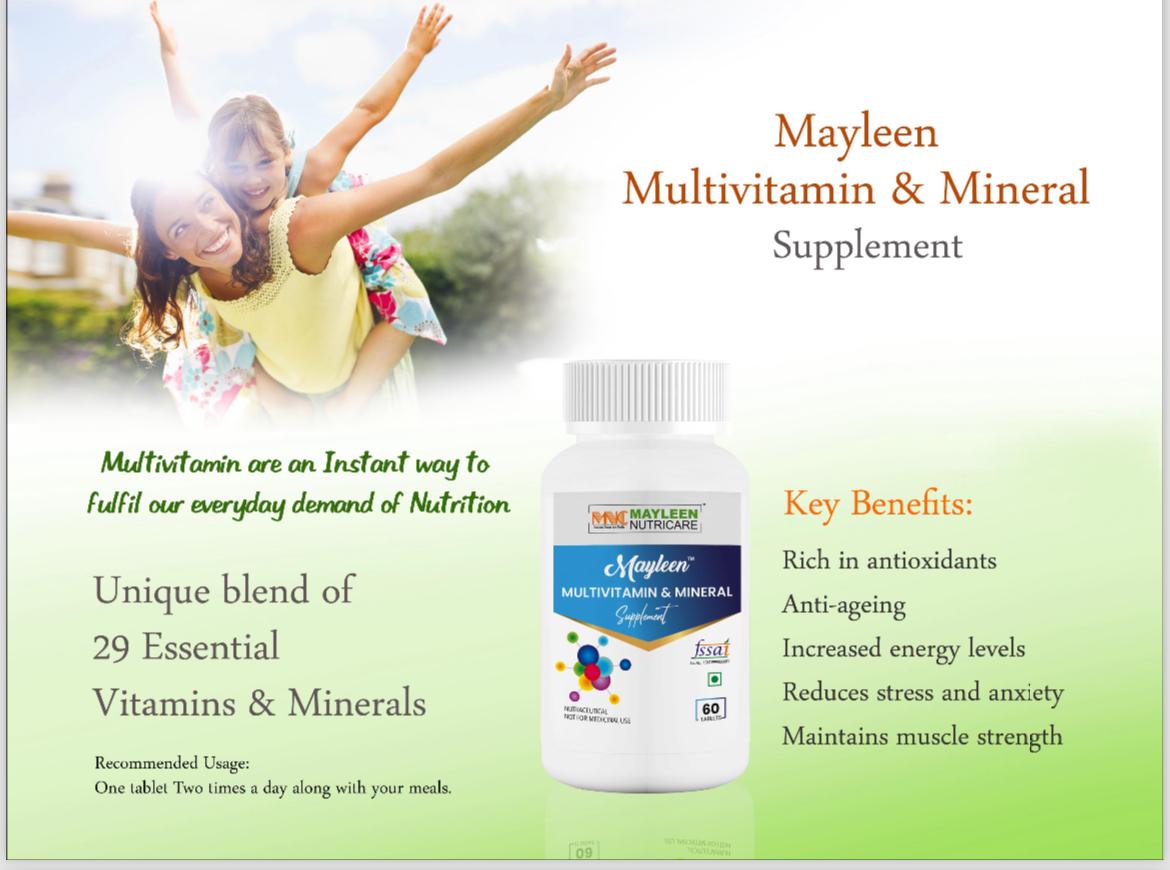 Mayleen
Multivitamin & Mineral
Supplement
Multivitamin are an Instant way to
fulfil our everyday demand of Nutrition
Unique blend of
29 Essential
Vitamins & Minerals
Recommended Usage:
One tablet Two times a day along with your meals.
MNC MAYLEEN
NUTRICARE
Mayleen™
MULTIVITAMIN & MINERAL
Supplement
fssai
NUTRACEUTICAL
NOT FOR MEDICINAL USE
60
TABLETS
Key Benefits:
Rich in antioxidants
Anti-ageing
Increased energy levels
Reduces stress and anxiety
Maintains muscle strength